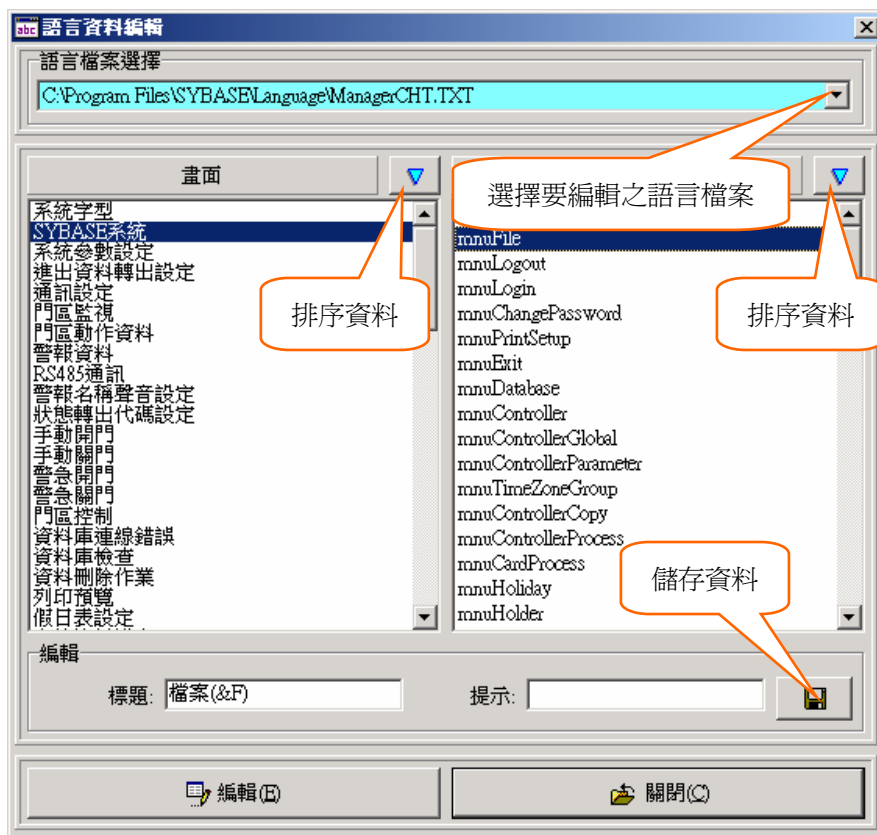 語言資料編輯
語言檔案選擇
C:\Program Files\SYBASE\Language\ManagerCHT.TXT
選擇要編輯之語言檔案
畫面
排序資料
排序資料
系統字型
SYBASE系統
系統參數設定
進出資料轉出設定
通訊設定
門區監視
門區動作資料
警報資料
RS485通訊
警報名稱聲音設定
狀態轉出代碼設定
手動開門
手動關門
警急開門
警急關門
門區控制
資料庫連線錯誤
資料庫檢查
資料刪除作業
列印預覽
假日表設定
mnuFile
mnuLogout
mnuLogin
mnuChangePassword
mnuPrintSetup
mnuExit
mnuDatabase
mnuController
mnuControllerGlobal
mnuControllerParameter
mnuTimeZoneGroup
mnuControllerCopy
mnuControllerProcess
mnuCardProcess
mnuHoliday
mnuHolder
儲存資料
編輯
標題: 檔案(&F)
提示:
編輯(E)
關閉(C)